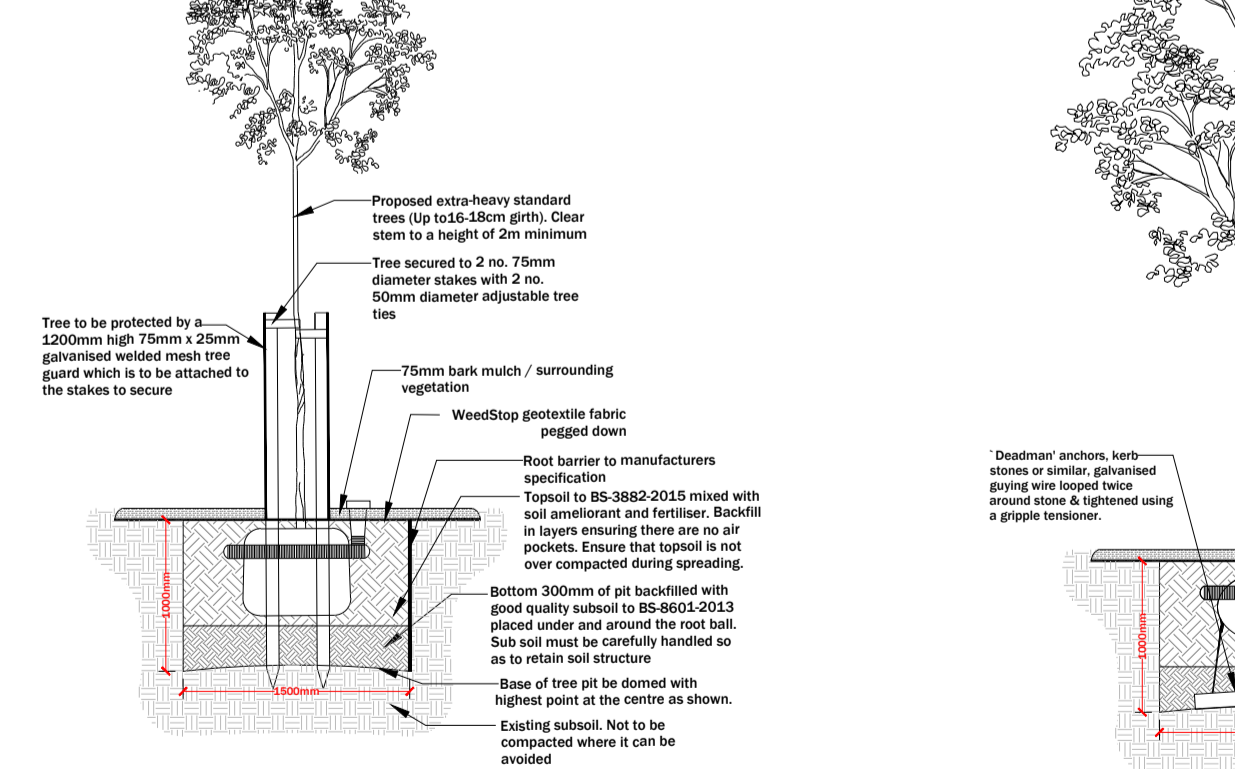 Proposed extra-heavy standard
trees (Up to16-18cm girth). Clear
stem to a height of 2m minimum
Tree secured to 2 no. 75mm
diameter stakes with 2 no.
50mm diameter adjustable tree
ties
Tree to be protected by a
1200mm high 75mm x 25mm
galvanised welded mesh tree
guard which is to be attached to
the stakes to secure
75mm bark mulch / surrounding
vegetation
WeedStop geotextile fabric
pegged down
Root barrier to manufacturers
specification
Topsoil to BS-3882-2015 mixed with
soil ameliorant and fertiliser. Backfill
in layers ensuring there are no air
pockets. Ensure that topsoil is not
over compacted during spreading.
Bottom 300mm of pit backfilled with
good quality subsoil to BS-8601-2013
placed under and around the root ball.
Sub soil must be carefully handled so
as to retain soil structure
Base of tree pit be domed with
highest point at the centre as shown.
Existing subsoil. Not to be
compacted where it can be
avoided
1000mm
1500mm
`Deadman' anchors, kerb
stones or similar, galvanised
guying wire looped twice
around stone & tightened using
a gripple tensioner.
1000mm